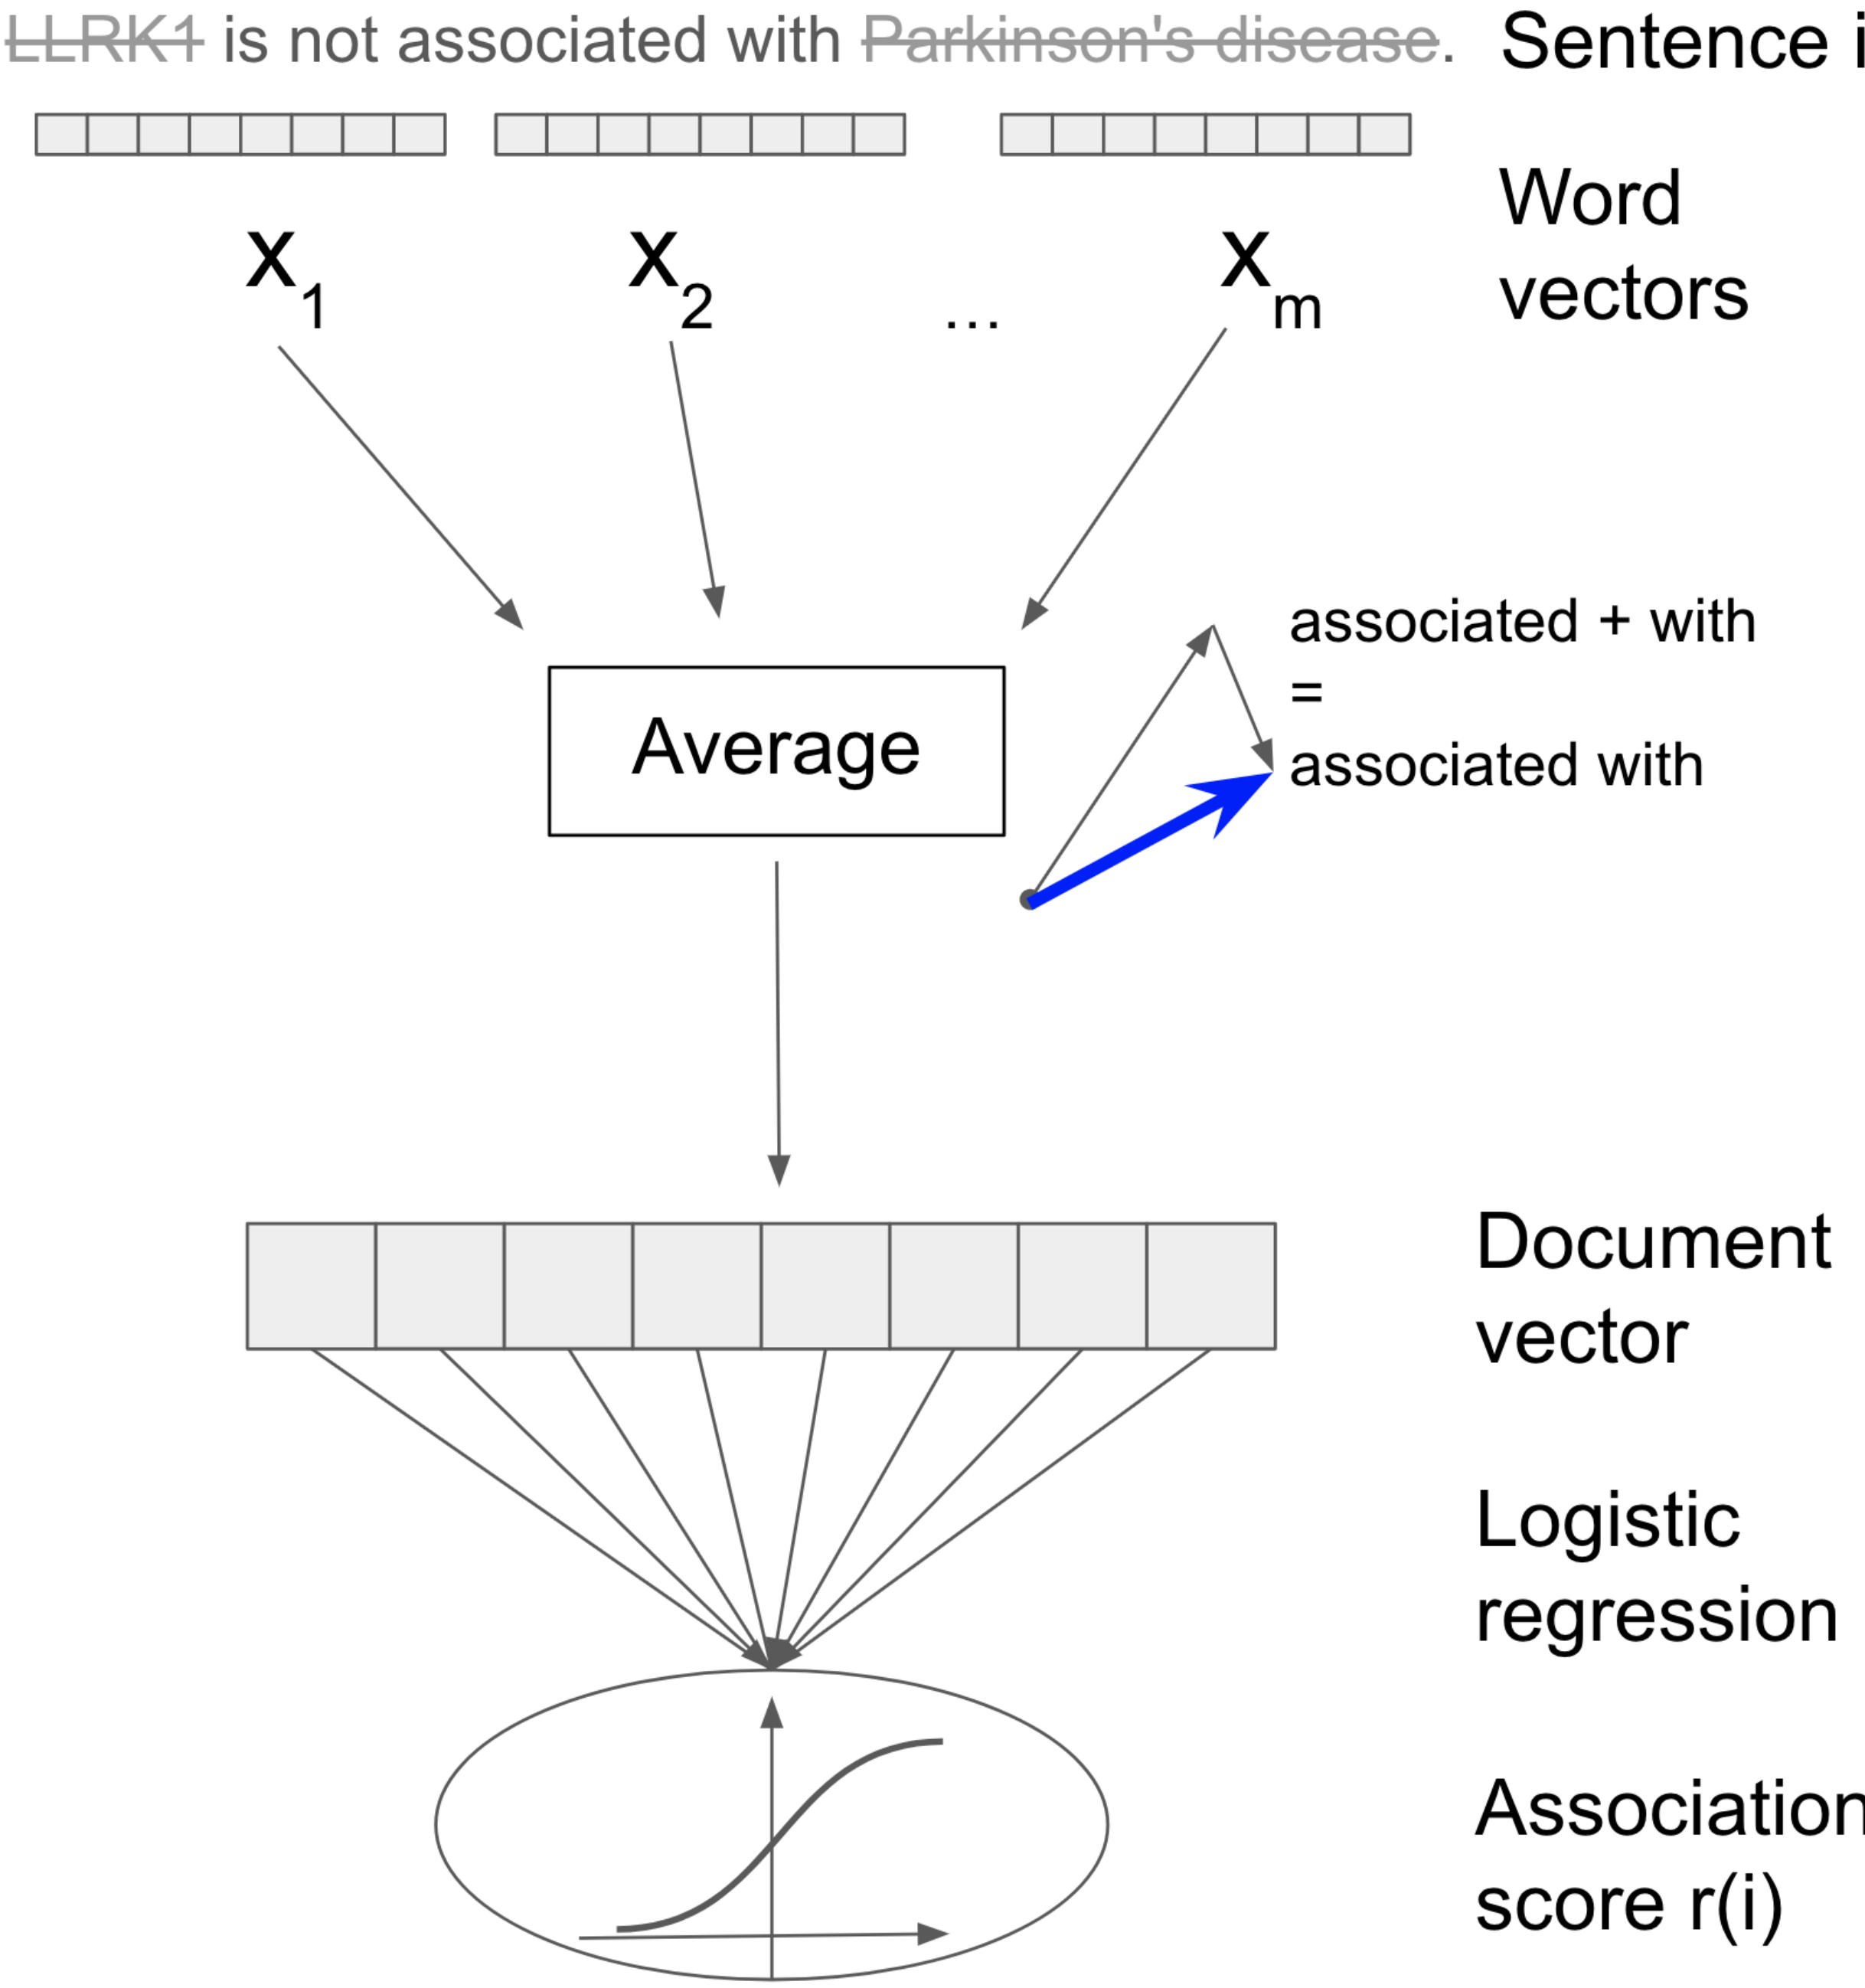 LLRK1 is not associated with Parkinson's disease. Sentence i
Word
vectors
x1 x2 ... xm
associated + with
=
associated with
Average
Document
vector
Logistic
regression
Association
score r(i)